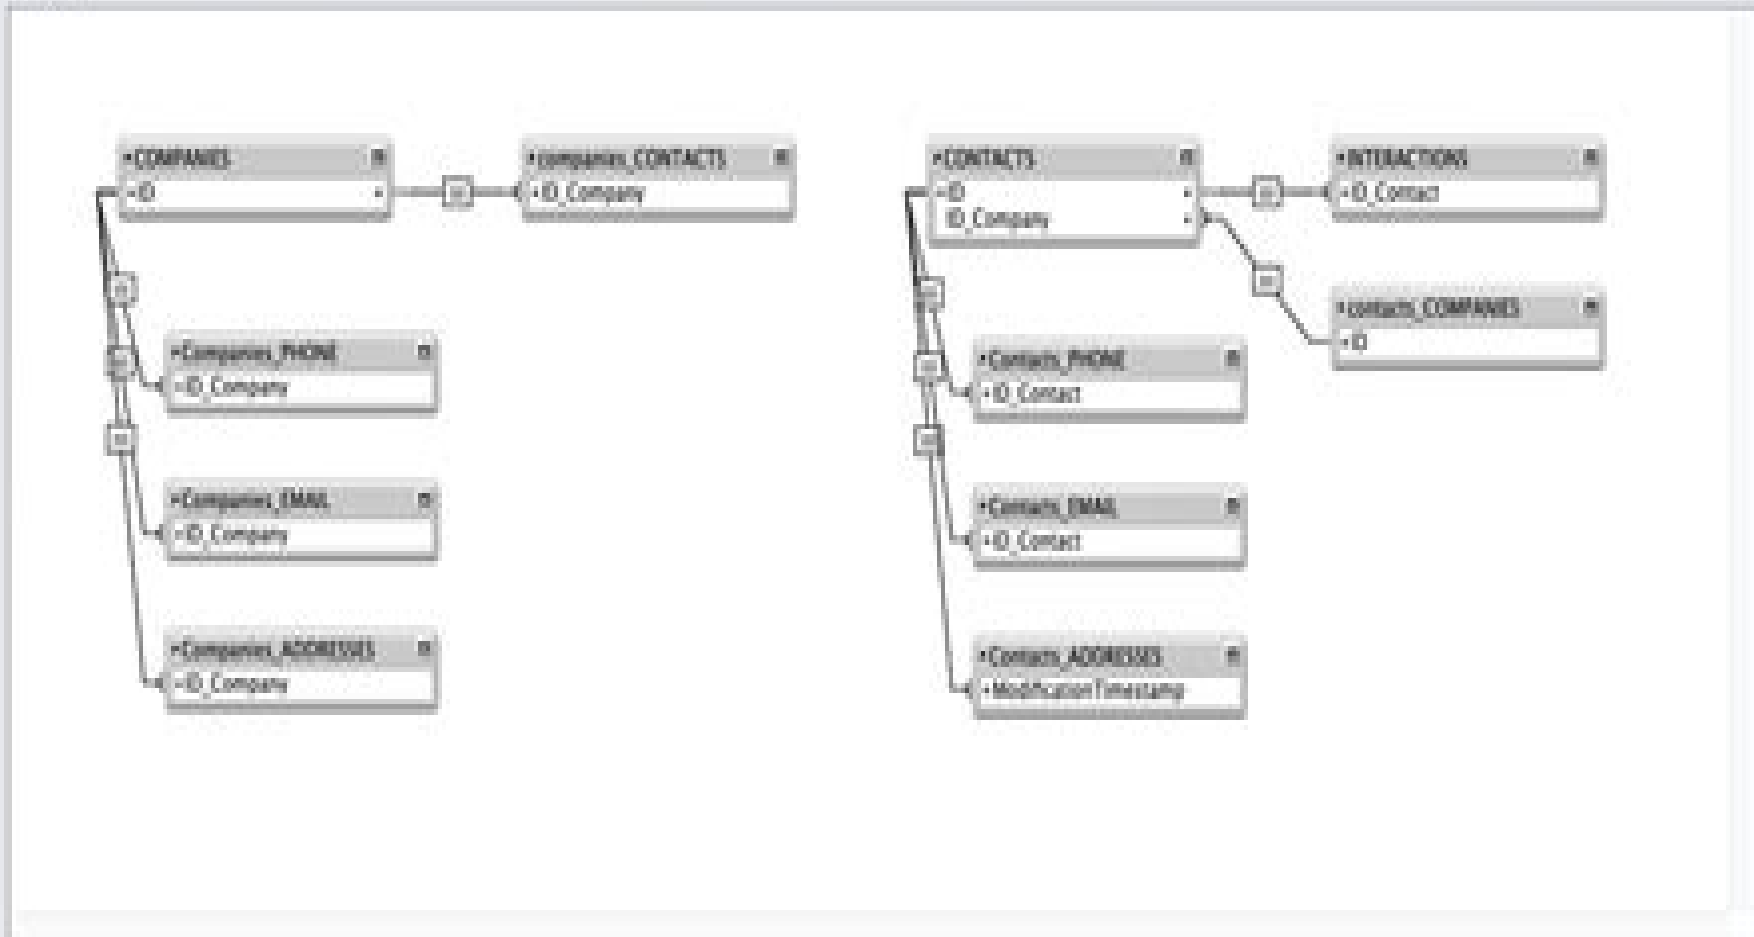 COMPANIES
ID
companies_CONTACTS
ID_Company
Companies_PHONE
ID_Company
Companies_EMAIL
ID_Company
Companies_ADDRESSES
ID_Company
CONTACTS
ID
ID_Company
INTERACTIONS
ID_Contact
contacts_COMPANIES
ID
Contacts_PHONE
ID_Contact
Contacts_EMAIL
ID_Contact
Contacts_ADDRESSES
ModificationTimestamp